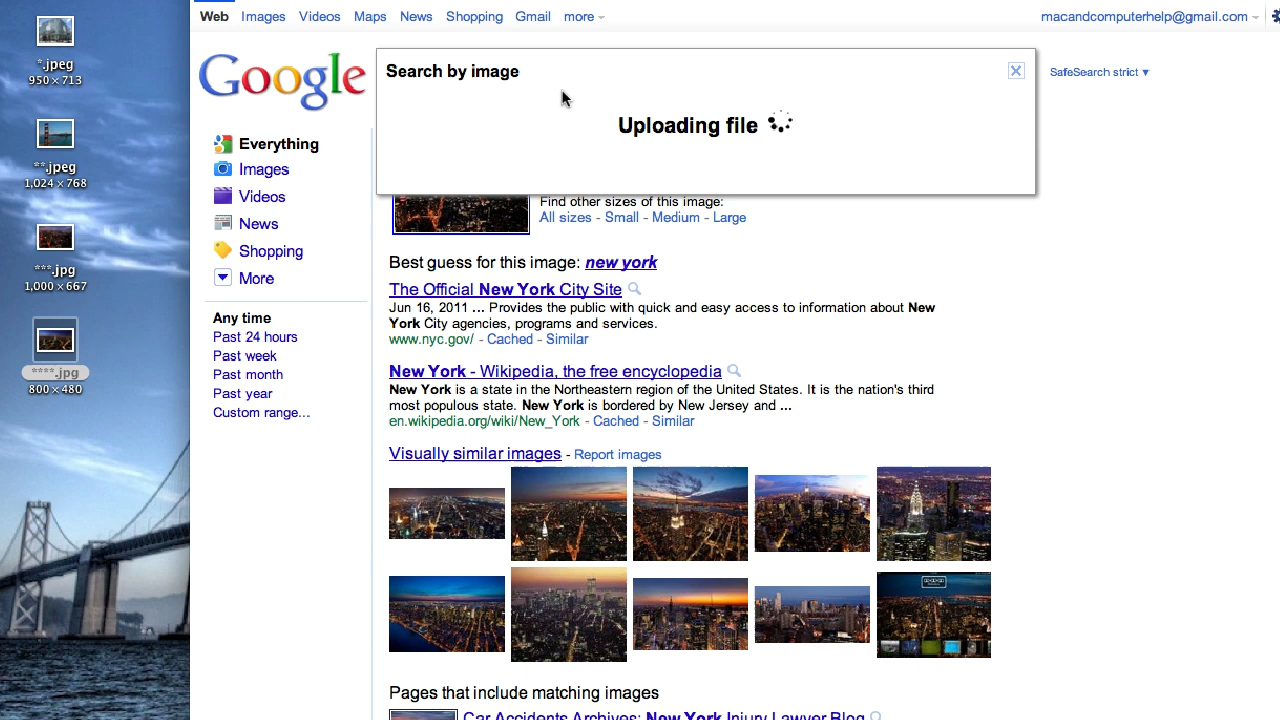 Web Images Videos Maps News Shopping Gmail more
macandcomputerhelp@gmail.com
*.jpeg
950 × 713
**.jpeg
1,024 × 768
***.jpg
1,000 × 667
****.jpg
800 × 480
Google
Search by image
Uploading file
SafeSearch strict ▼
Everything
Images
Videos
News
Shopping
More
Any time
Past 24 hours
Past week
Past month
Past year
Custom range...
Find other sizes of this image:
All sizes - Small - Medium - Large
Best guess for this image: new york
The Official New York City Site
Jun 16, 2011 ... Provides the public with quick and easy access to information about New
York City agencies, programs and services.
www.nyc.gov/ - Cached - Similar
New York - Wikipedia, the free encyclopedia
New York is a state in the Northeastern region of the United States. It is the nation's third
most populous state. New York is bordered by New Jersey and ...
en.wikipedia.org/wiki/New_York - Cached - Similar
Visually similar images - Report images
Pages that include matching images
Car Accidents Archives: New York Injury Lawyer Blog